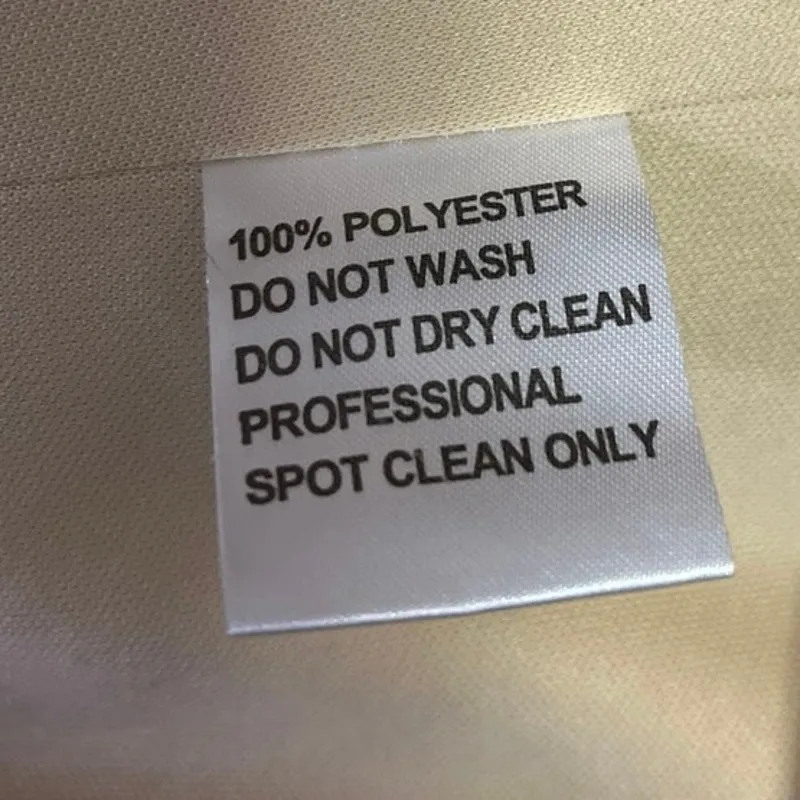 100% POLYESTER
DO NOT WASH
DO NOT DRY CLEAN
PROFESSIONAL
SPOT CLEAN ONLY